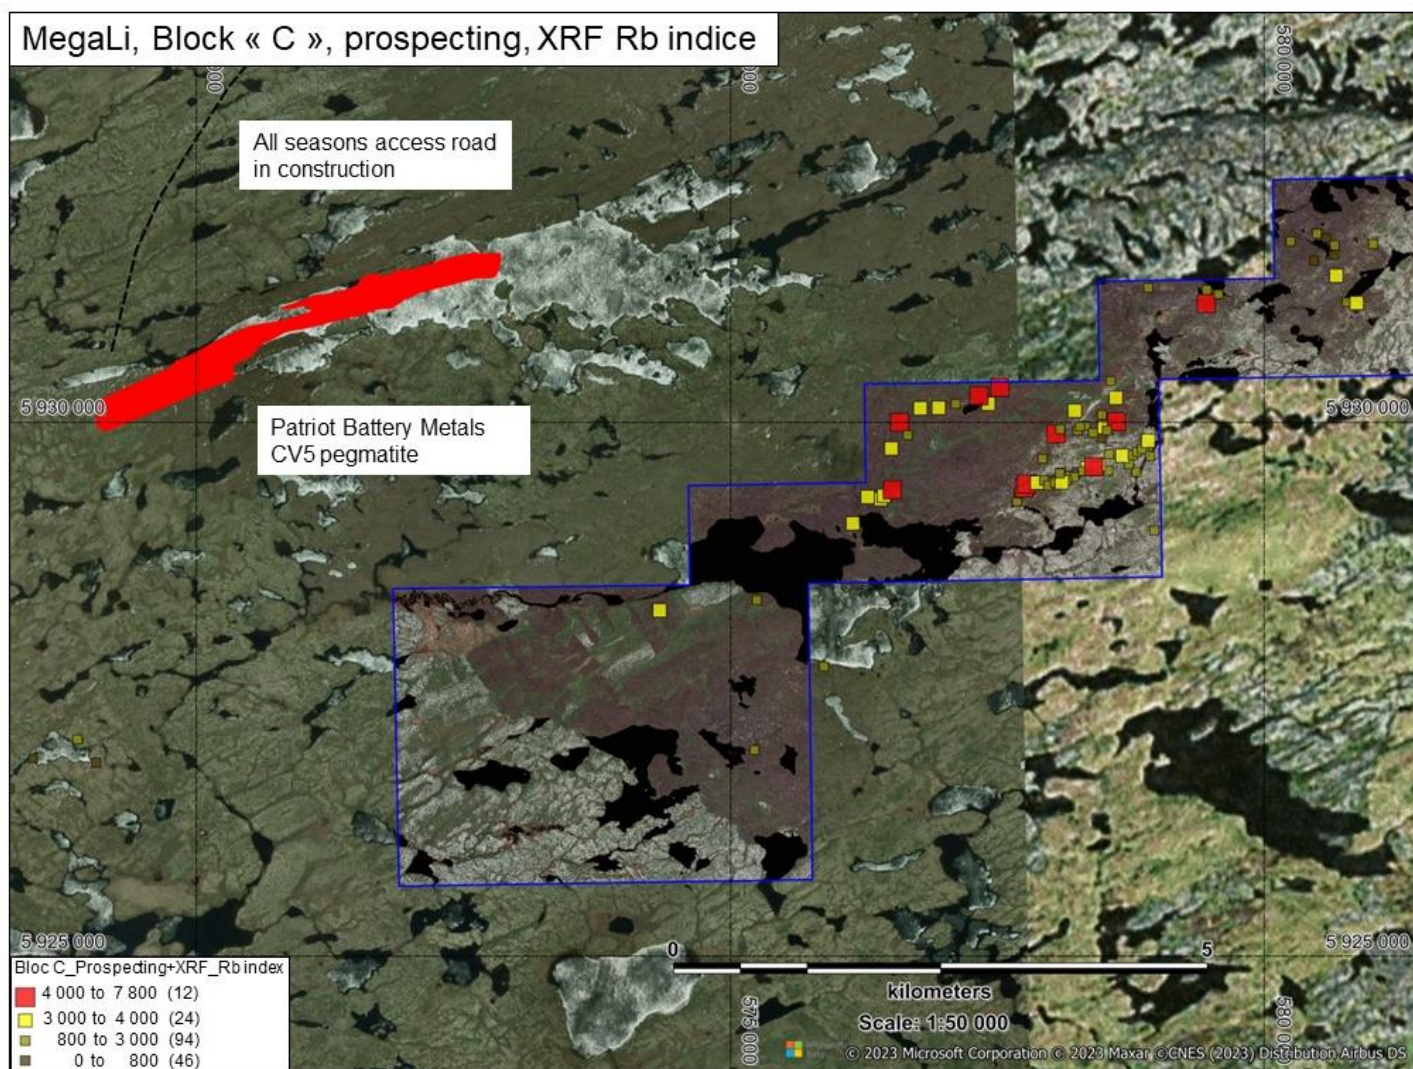 MegaLi, Block « C », prospecting, XRF Rb indice
000
000
580 000
All seasons access road
in construction
5 930 000
5 930 000
Patriot Battery Metals
CV5 pegmatite
5 925 000
5 925 000
0
5
kilometers
Scale: 1:50 000
575 000
580 000
Bloc C_Prospecting+XRF_Rb index
4 000 to 7 800 (12)
3 000 to 4 000 (24)
800 to 3 000 (94)
0 to 800 (46)
© 2023 Microsoft Corporation © 2023 Maxar ©CNES (2023) Distribution Airbus DS